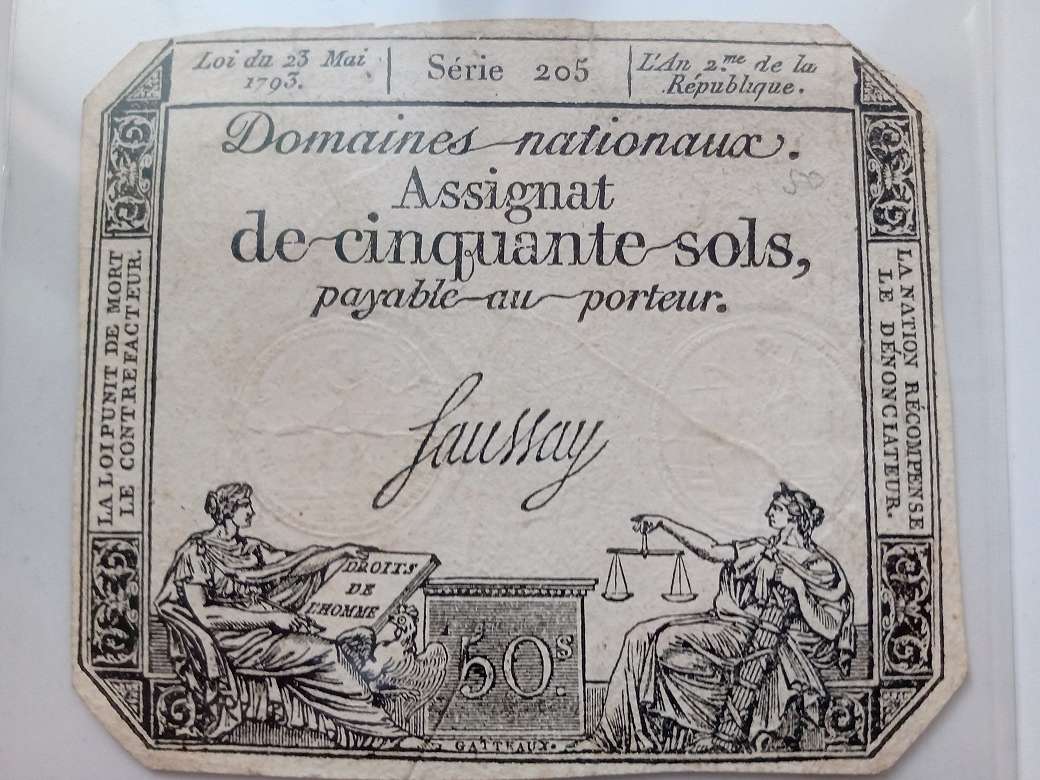 Loi du 23 Mai
1793.
Série 205
L'An 2.me de la
République.
Domaines nationaux.
Assignat
de cinquante sols,
payable au porteur.
Saussay
LA LOI PUNIT DE MORT
LE CONTREFACTEUR.
LA NATION RÉCOMPENSE
LE DÉNONCIATEUR.
DROITS
DE
L'HOMME
50s.
GATTEAUX